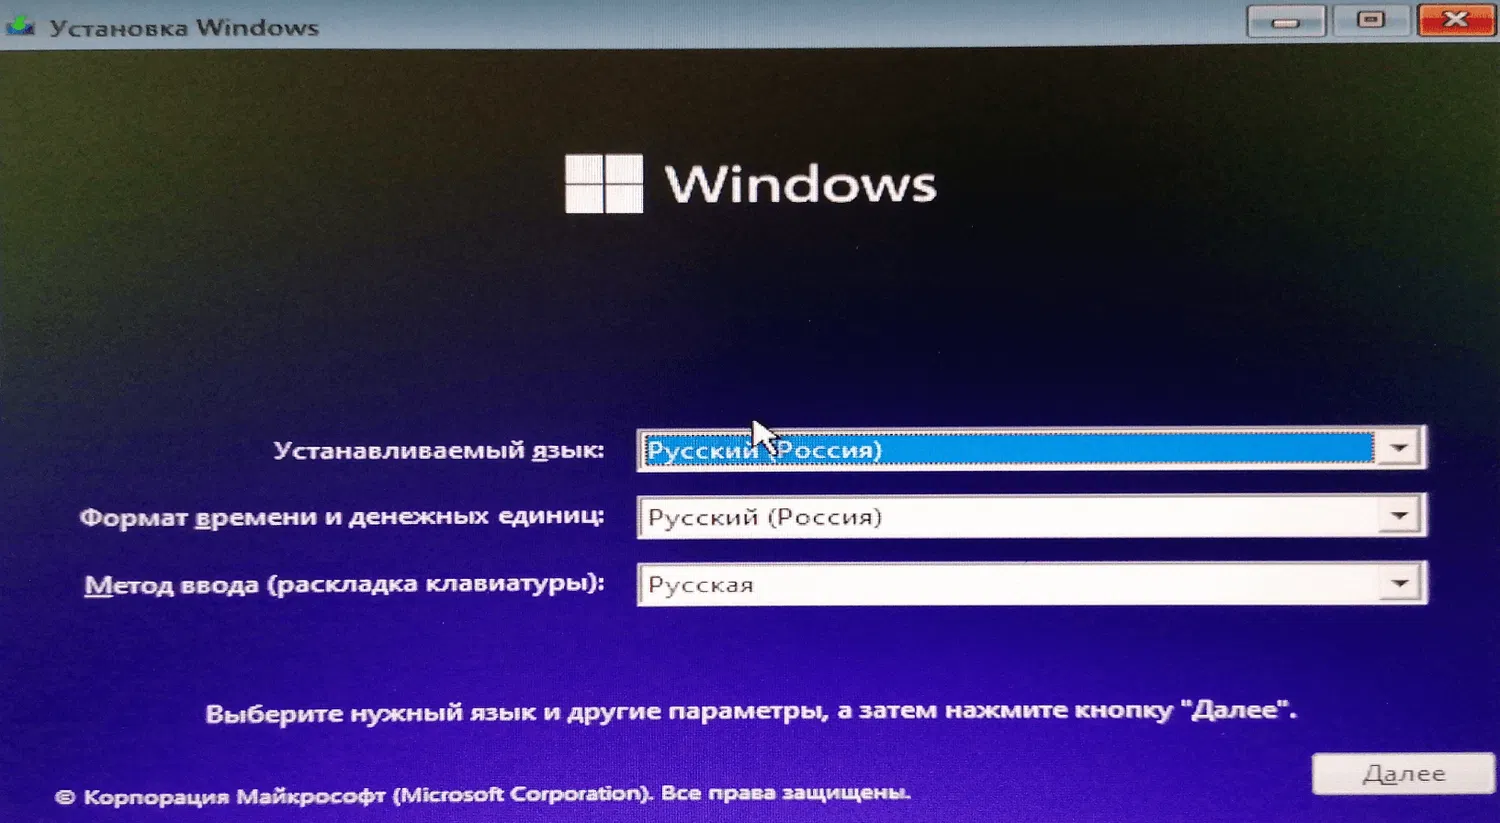 Установка Windows
Windows
Устанавливаемый язык: Русский (Россия)
Формат времени и денежных единиц: Русский (Россия)
Метод ввода (раскладка клавиатуры): Русская
Выберите нужный язык и другие параметры, а затем нажмите кнопку "Далее".
Далее
© Корпорация Майкрософт (Microsoft Corporation). Все права защищены.